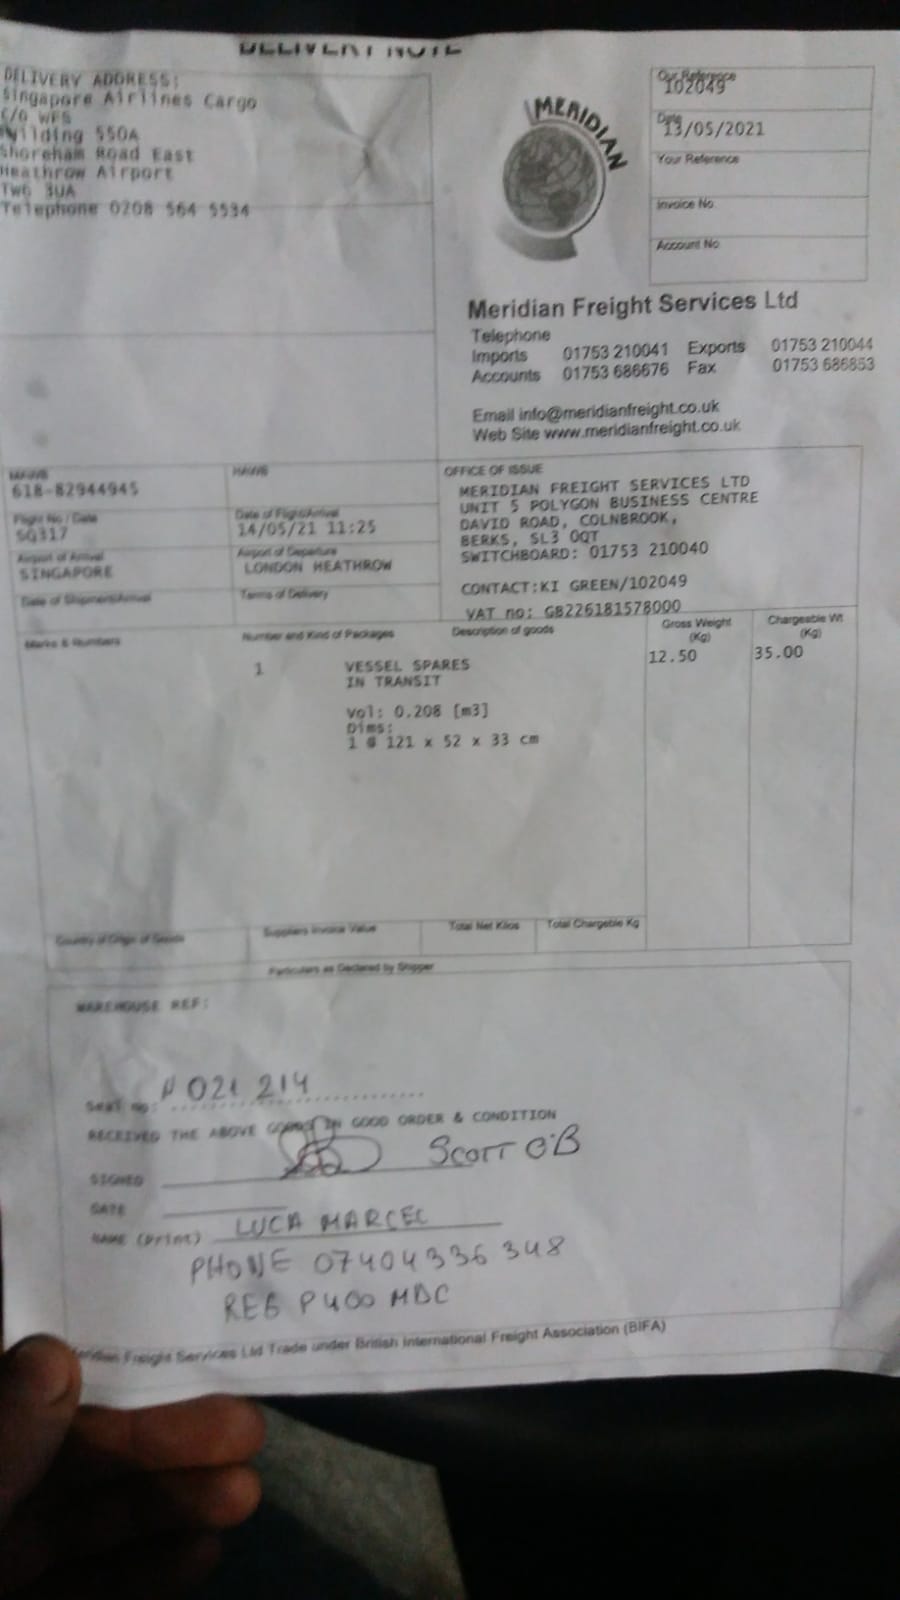 DELIVERY NOTE
DELIVERY ADDRESS:
Singapore Airlines Cargo
C/O WFS
Building 550A
Shoreham Road East
Heathrow Airport
TW6 3UA
Telephone 0208 564 5534
MERIDIAN
Our Reference
102049
Date
13/05/2021
Your Reference
Invoice No
Account No
Meridian Freight Services Ltd
Telephone
Imports 01753 210041 Exports 01753 210044
Accounts 01753 686676 Fax 01753 686853
Email info@meridianfreight.co.uk
Web Site www.meridianfreight.co.uk
MAWB
618-82944945
HAWB
Flight No / Date
SQ317
Date of Flight/Arrival
14/05/21 11:25
Airport of Arrival
SINGAPORE
Airport of Departure
LONDON HEATHROW
Date of Shipment/Arrival
Terms of Delivery
OFFICE OF ISSUE
MERIDIAN FREIGHT SERVICES LTD
UNIT 5 POLYGON BUSINESS CENTRE
DAVID ROAD, COLNBROOK,
BERKS, SL3 0QT
SWITCHBOARD: 01753 210040
CONTACT:KI GREEN/102049
VAT no: GB226181578000
Marks & Numbers
Number and Kind of Packages
Description of goods
Gross Weight
(Kg)
Chargeable Wt
(Kg)
1 VESSEL SPARES 12.50 35.00
IN TRANSIT
Vol: 0.208 [m3]
Dims:
1 @ 121 x 52 x 33 cm
Country of Origin of Goods
Suppliers Invoice Value
Total Net Kilos
Total Chargeble Kg
Particulars as Declared by Shipper
WAREHOUSE REF:
Seal no: 021 214
RECEIVED THE ABOVE GOODS IN GOOD ORDER & CONDITION
SIGNED SCOTT O'B
DATE
NAME (Print) LUCA MARCEL
PHONE 07404336348
REG P400 MDC
Meridian Freight Services Ltd Trade under British International Freight Association (BIFA)